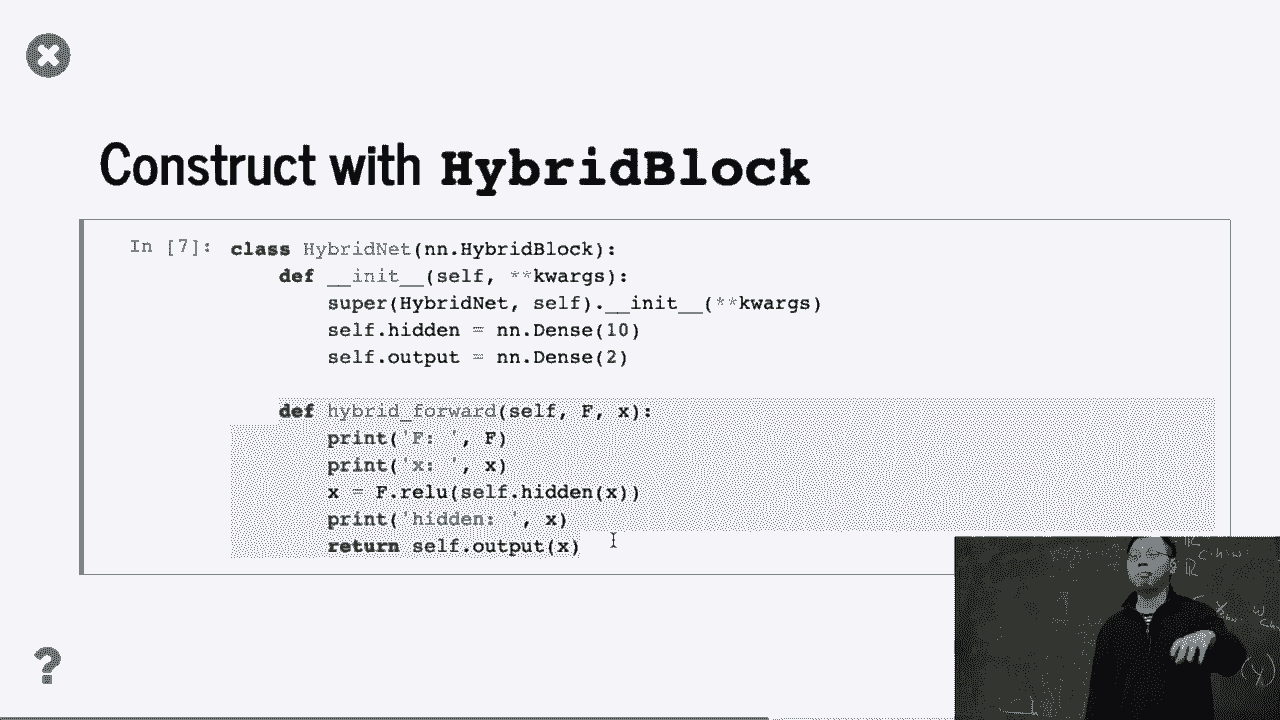 Construct with HybridBlock
In [7]: class HybridNet(nn.HybridBlock):
def __init__(self, **kwargs):
super(HybridNet, self).__init__(**kwargs)
self.hidden = nn.Dense(10)
self.output = nn.Dense(2)
def hybrid_forward(self, F, x):
print('F: ', F)
print('x: ', x)
x = F.relu(self.hidden(x))
print('hidden: ', x)
return self.output(x)
?